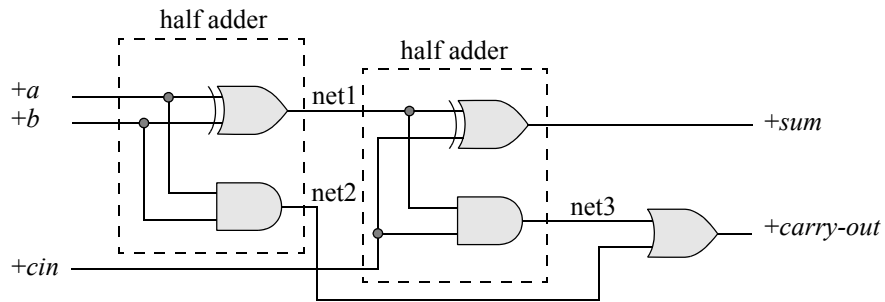 half adder
half adder
+a
net1
+b
+sum
net2
net3
+carry-out
+cin